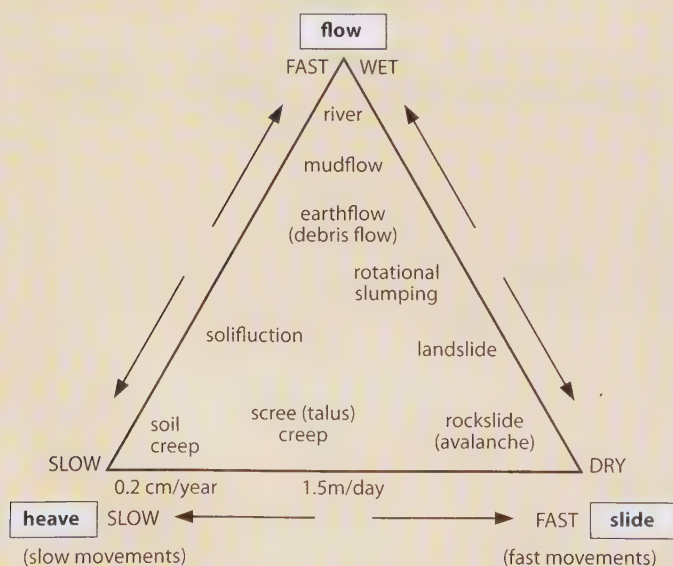 flow
FAST WET
river
mudflow
earthflow
(debris flow)
rotational
slumping
solifluction
landslide
soil
creep
scree (talus)
creep
rockslide
(avalanche)
SLOW
DRY
0.2 cm/year
1.5m/day
heave SLOW
FAST slide
(slow movements)
(fast movements)